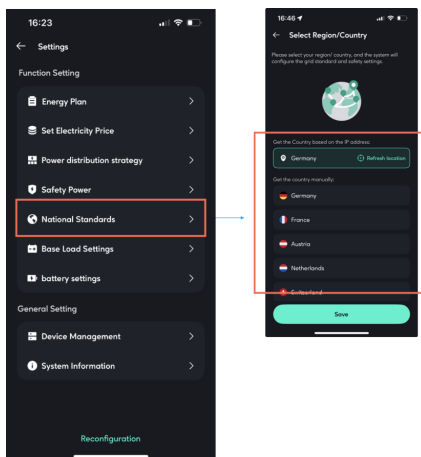 16:23
Settings
Function Setting
Energy Plan
Set Electricity Price
Power distribution strategy
Safety Power
National Standards
Base Load Settings
battery settings
General Setting
Device Management
System Information
Reconfiguration
16:46
Select Region/Country
Please select your region/ country, and the system will
configure the grid standard and safety settings.
Get the Country based on the IP address:
Germany
Refresh location
Get the country manually:
Germany
France
Austria
Netherlands
Switzerland
Save